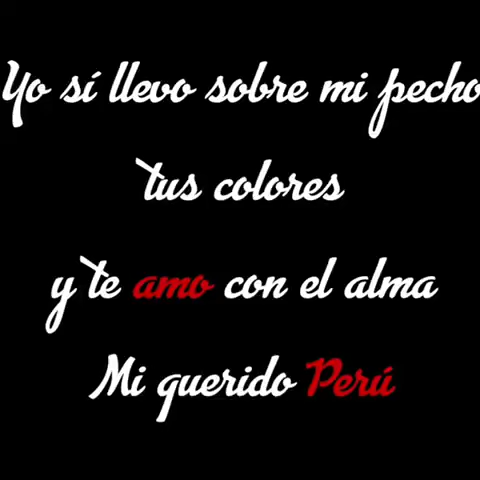 Yo sí llevo sobre mi pecho
tus colores
y te amo con el alma
Mi querido Perú